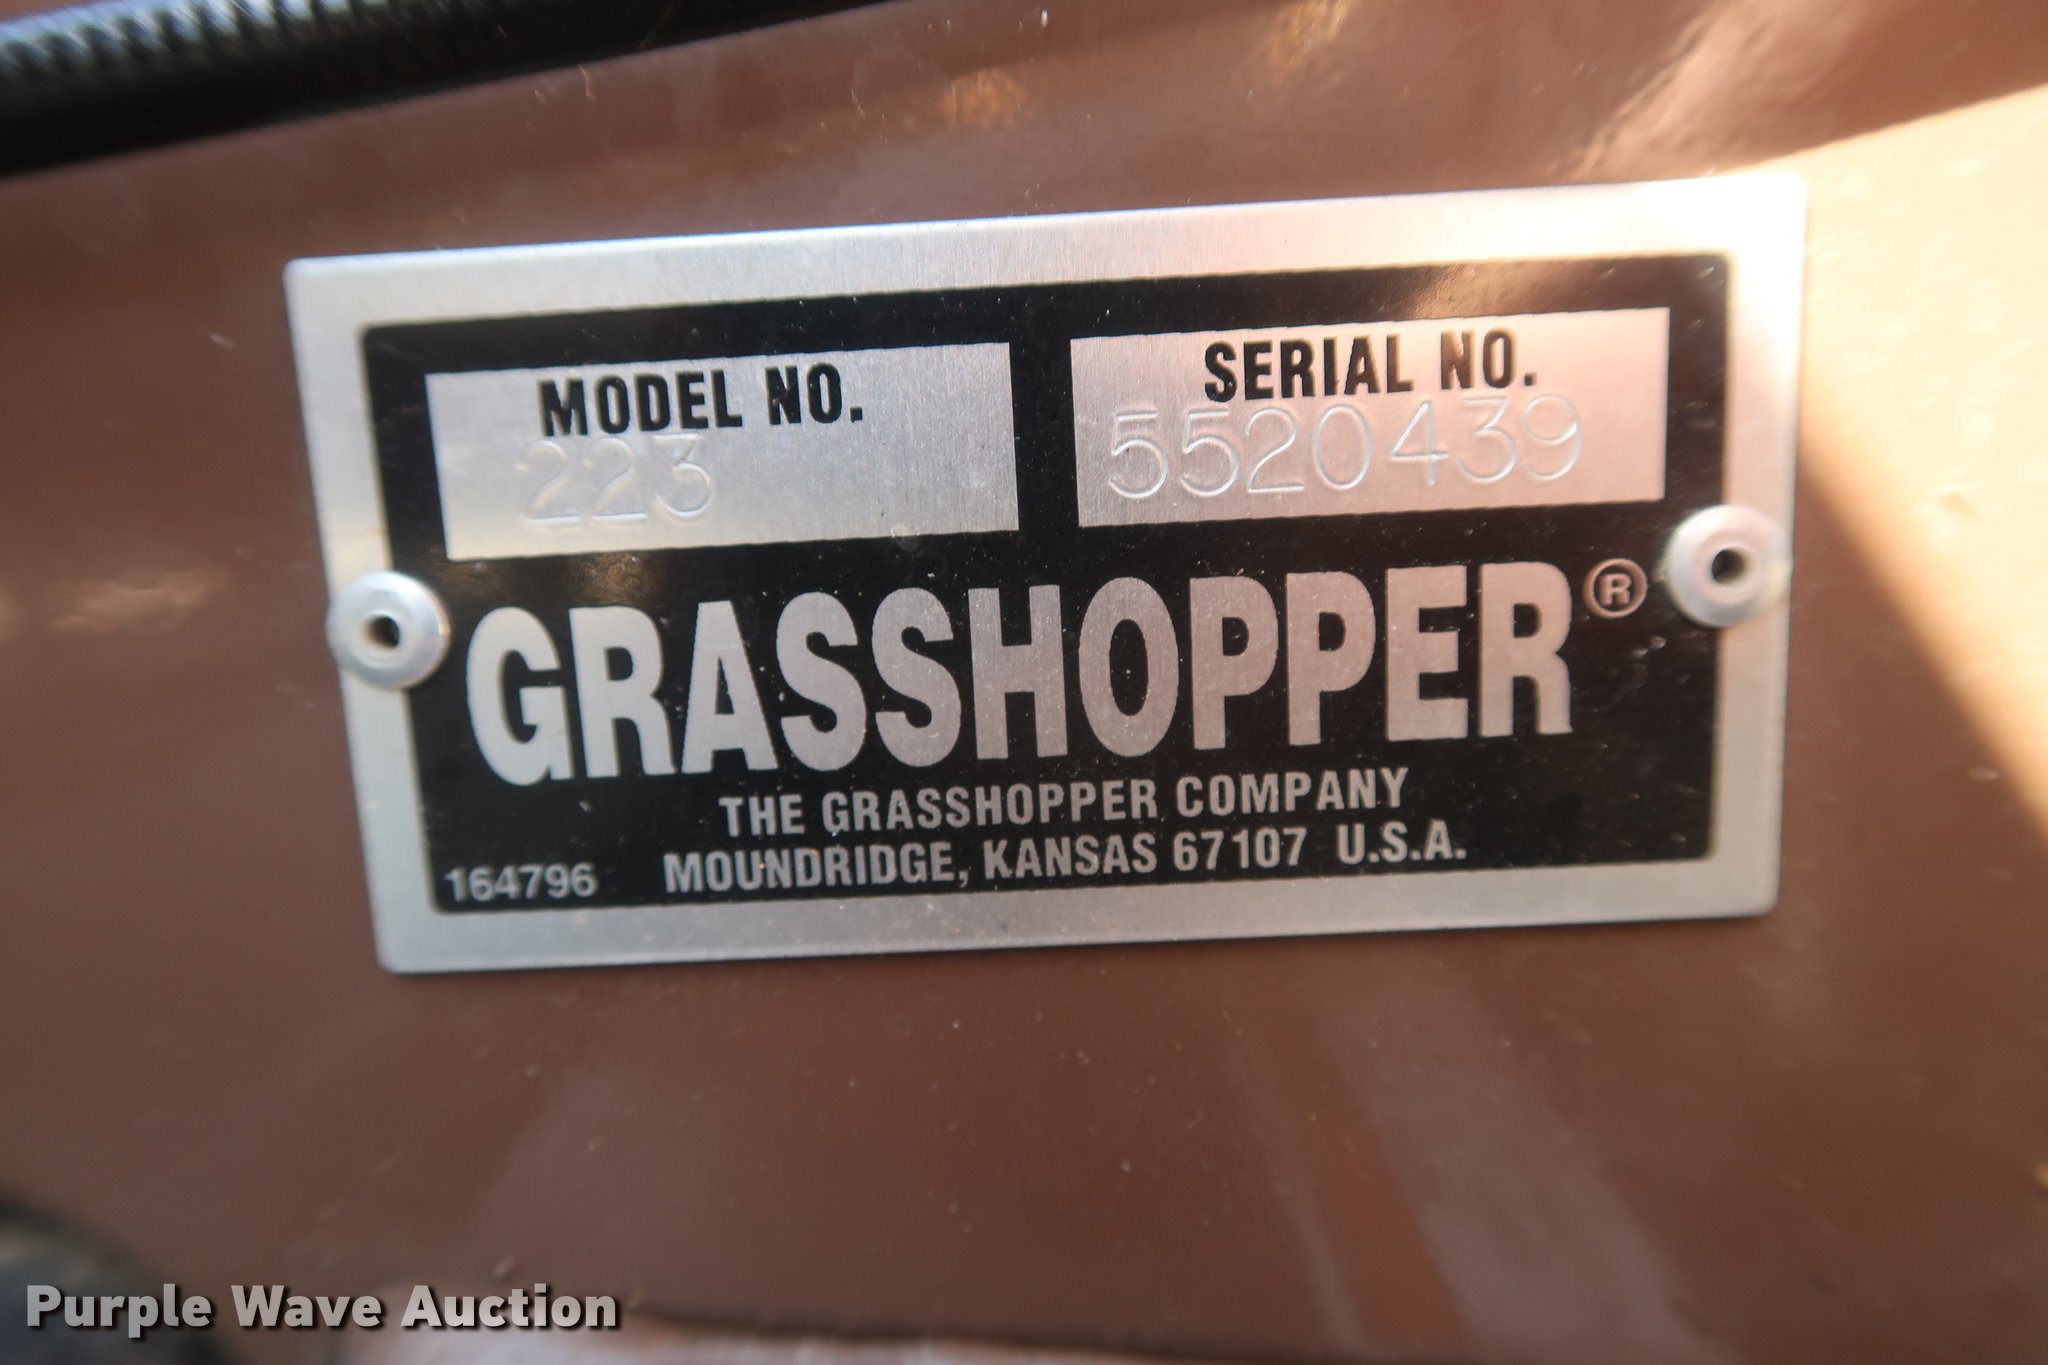 MODEL NO.
223
SERIAL NO.
5520439
GRASSHOPPER®
THE GRASSHOPPER COMPANY
MOUNDRIDGE, KANSAS 67107 U.S.A.
164796
Purple Wave Auction